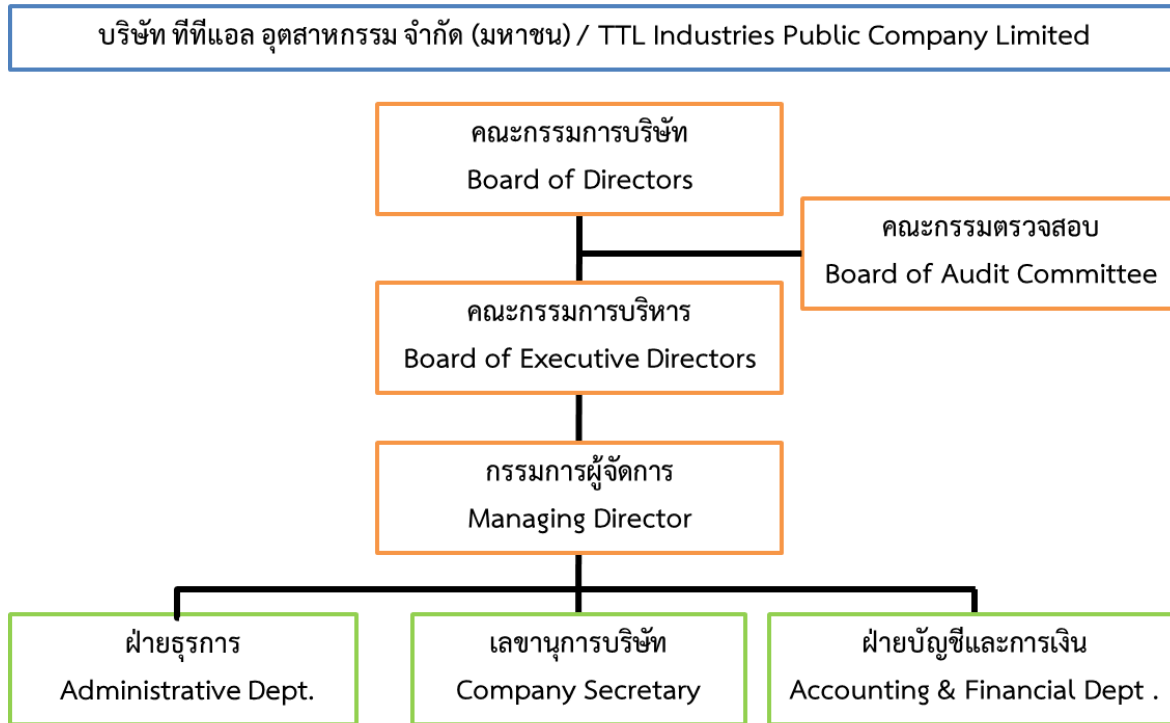 บริษัท ทีทีแอล อุตสาหกรรม จำกัด (มหาชน) / TTL Industries Public Company Limited
คณะกรรมการบริษัท
Board of Directors
คณะกรรมตรวจสอบ
Board of Audit Committee
คณะกรรมการบริหาร
Board of Executive Directors
กรรมการผู้จัดการ
Managing Director
ฝ่ายธุรการ
Administrative Dept.
เลขานุการบริษัท
Company Secretary
ฝ่ายบัญชีและการเงิน
Accounting & Financial Dept .